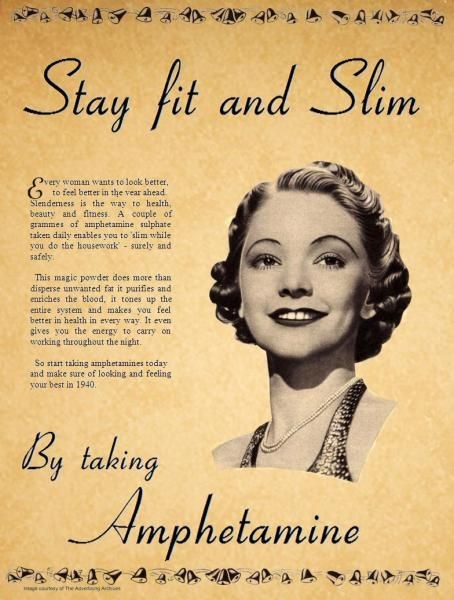 Stay fit and Slim
Every woman wants to look better,
to feel better in the year ahead.
Slenderness is the way to health,
beauty and fitness. A couple of
grammes of amphetamine sulphate
taken daily enables you to 'slim while
you do the housework' - surely and
safely.
This magic powder does more than
disperse unwanted fat it purifies and
enriches the blood, it tones up the
entire system and makes you feel
better in health in every way. It even
gives you the energy to carry on
working throughout the night.
So start taking amphetamines today
and make sure of looking and feeling
your best in 1940.
By taking
Amphetamine
Image courtesy of The Advertising Archives